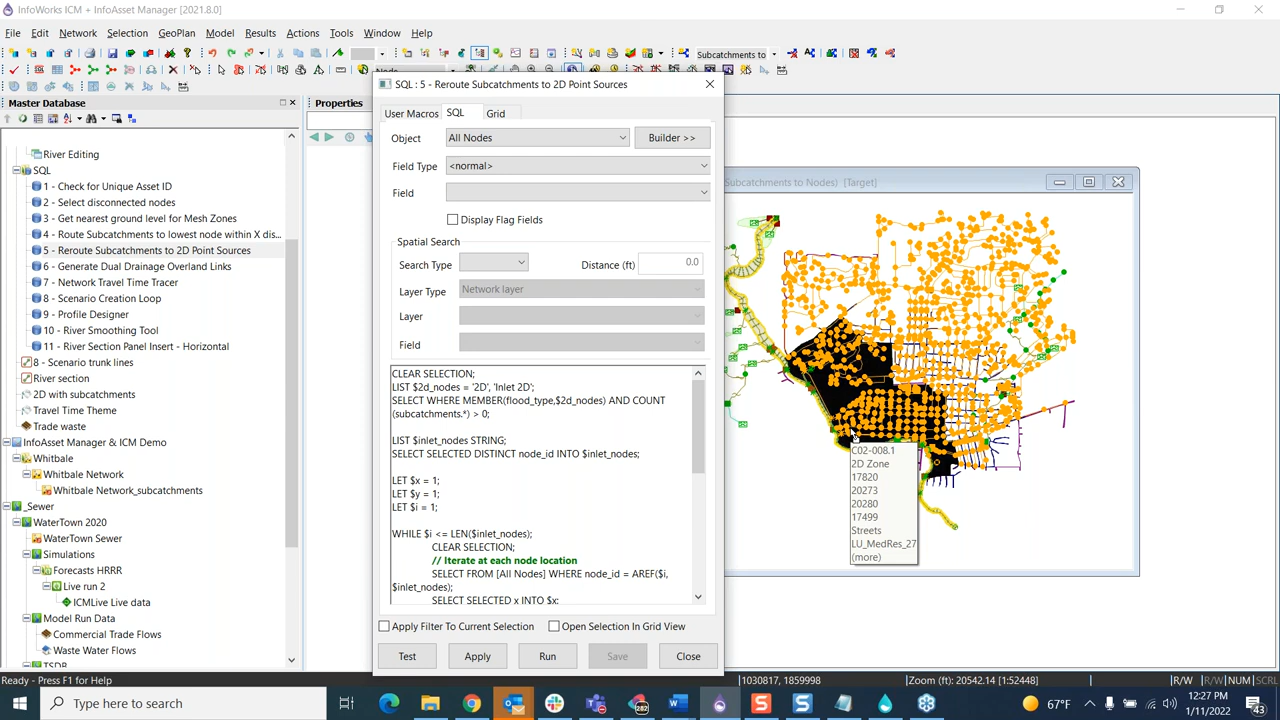 InfoWorks ICM + InfoAsset Manager [2021.8.0]
File Edit Network Selection GeoPlan Model Results Actions Tools Window Help
Subcatchments to
Node
Master Database
River Editing
SQL
1 - Check for Unique Asset ID
2 - Select disconnected nodes
3 - Get nearest ground level for Mesh Zones
4 - Route Subcatchments to lowest node within X dis...
5 - Reroute Subcatchments to 2D Point Sources
6 - Generate Dual Drainage Overland Links
7 - Network Travel Time Tracer
8 - Scenario Creation Loop
9 - Profile Designer
10 - River Smoothing Tool
11 - River Section Panel Insert - Horizontal
8 - Scenario trunk lines
River section
2D with subcatchments
Travel Time Theme
Trade waste
InfoAsset Manager & ICM Demo
Whitbale
Whitbale Network
Whitbale Network_subcatchments
_Sewer
WaterTown 2020
WaterTown Sewer
Simulations
Forecasts HRRR
Live run 2
ICMLive Live data
Model Run Data
Commercial Trade Flows
Waste Water Flows
TSDB
Properties
SQL : 5 - Reroute Subcatchments to 2D Point Sources
User Macros SQL Grid
Object All Nodes Builder >>
Field Type <normal>
Field
Display Flag Fields
Spatial Search
Search Type Distance (ft) 0.0
Layer Type Network layer
Layer
Field
CLEAR SELECTION;
LIST $2d_nodes = '2D', 'Inlet 2D';
SELECT WHERE MEMBER(flood_type,$2d_nodes) AND COUNT
(subcatchments.*) > 0;
LIST $inlet_nodes STRING;
SELECT SELECTED DISTINCT node_id INTO $inlet_nodes;
LET $x = 1;
LET $y = 1;
LET $i = 1;
WHILE $i <= LEN($inlet_nodes);
CLEAR SELECTION;
// Iterate at each node location
SELECT FROM [All Nodes] WHERE node_id = AREF($i,
$inlet_nodes);
SELECT SELECTED x INTO $x;
Apply Filter To Current Selection Open Selection In Grid View
Test Apply Run Save Close
Subcatchments to Nodes) [Target]
C02-008.1
2D Zone
17820
20273
20280
17499
Streets
LU_MedRes_27
(more)
Ready - Press F1 for Help
1030817, 1859998 Zoom (ft): 20542.14 [1:52448] R/W R/W NUM SCRL
Type here to search
282
67°F
12:27 PM
1/11/2022
43